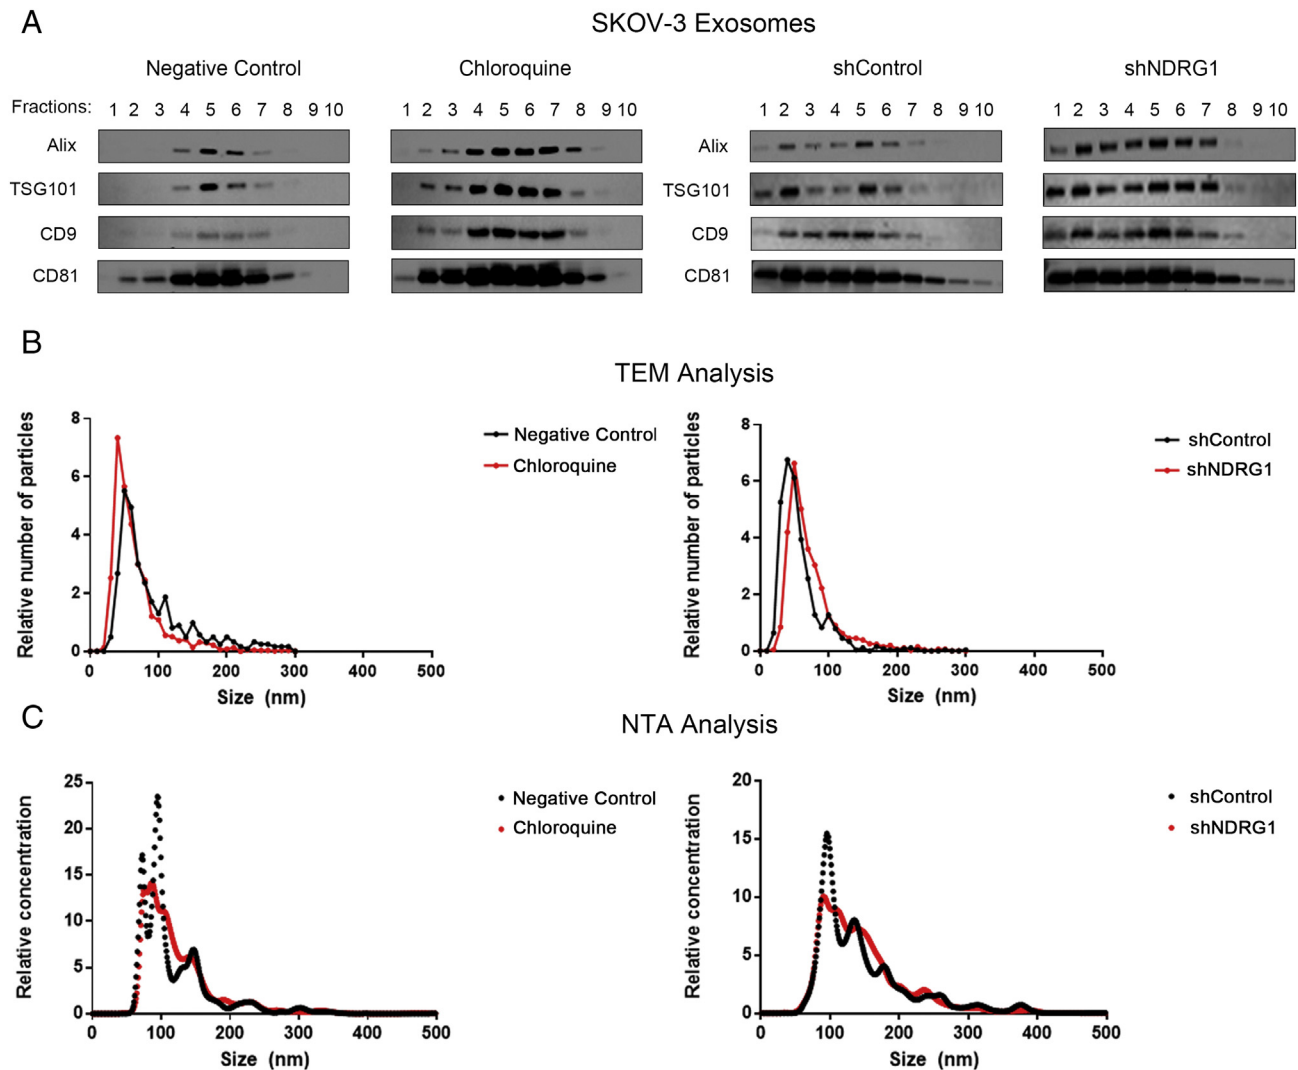 A
SKOV-3 Exosomes
Negative Control
Chloroquine
shControl
shNDRG1
Fractions: 1 2 3 4 5 6 7 8 9 10
1 2 3 4 5 6 7 8 9 10
1 2 3 4 5 6 7 8 9 10
1 2 3 4 5 6 7 8 9 10
Alix
TSG101
CD9
CD81
Alix
TSG101
CD9
CD81
B
TEM Analysis
Relative number of particles
8
6
4
2
0
0 100 200 300 400 500
Size (nm)
Negative Control
Chloroquine
Relative number of particles
8
6
4
2
0
0 100 200 300 400 500
Size (nm)
shControl
shNDRG1
C
NTA Analysis
Relative concentration
25
20
15
10
5
0
0 100 200 300 400 500
Size (nm)
Negative Control
Chloroquine
Relative concentration
20
15
10
5
0
0 100 200 300 400 500
Size (nm)
shControl
shNDRG1